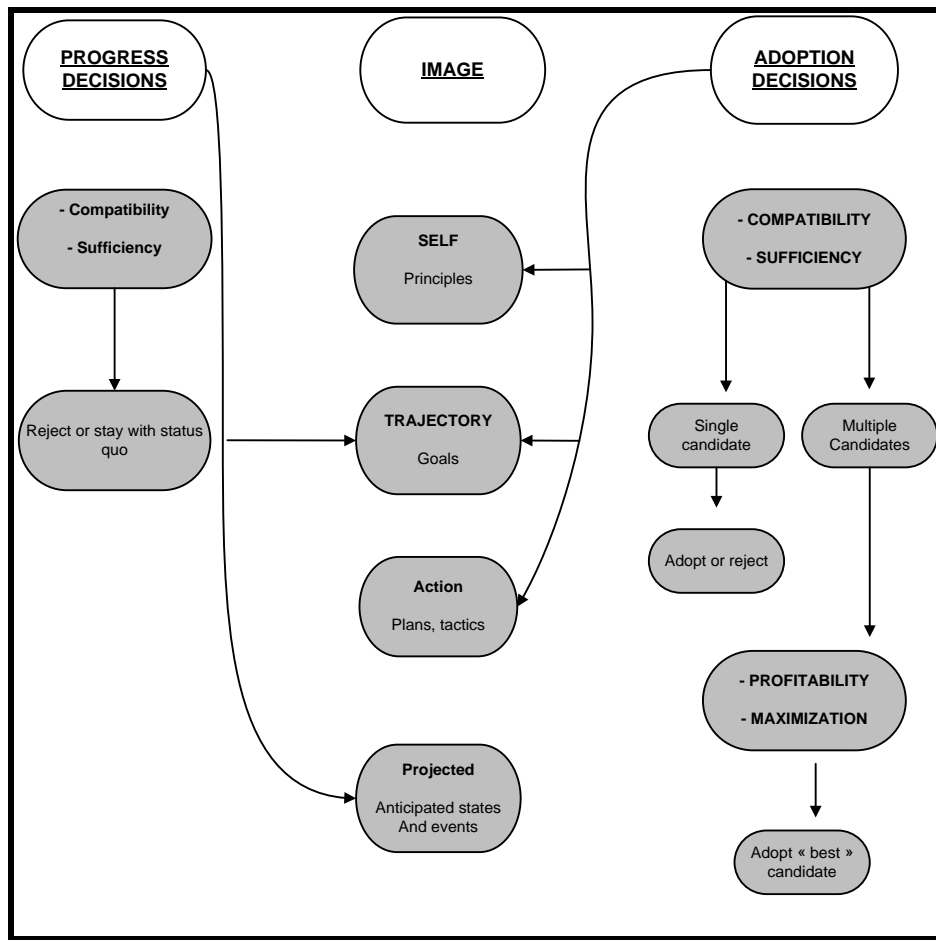 PROGRESS
DECISIONS
IMAGE
ADOPTION
DECISIONS
- Compatibility
- Sufficiency
Reject or stay with status
quo
SELF
Principles
TRAJECTORY
Goals
Action
Plans, tactics
Projected
Anticipated states
And events
- COMPATIBILITY
- SUFFICIENCY
Single
candidate
Multiple
Candidates
Adopt or reject
- PROFITABILITY
- MAXIMIZATION
Adopt « best »
candidate